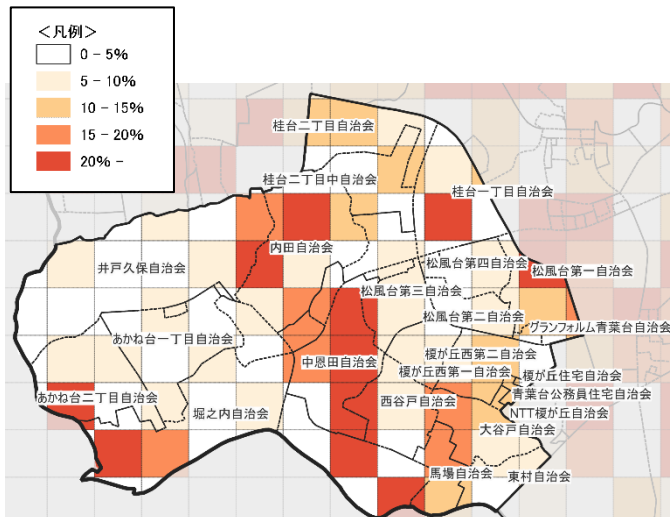 ＜凡例＞
0 - 5%
5 - 10%
10 - 15%
15 - 20%
20% -
桂台二丁目自治会
桂台二丁目中自治会
桂台一丁目自治会
内田自治会
井戸久保自治会
松風台第四自治会
松風台第一自治会
松風台第三自治会
松風台第二自治会
グランフォルム青葉台自治会
あかね台一丁目自治会
榎が丘西第二自治会
中恩田自治会
榎が丘西第一自治会
榎が丘住宅自治会
あかね台二丁目自治会
西谷戸自治会
青葉台公務員住宅自治会
堀之内自治会
NTT榎が丘自治会
大谷戸自治会
馬場自治会
東村自治会